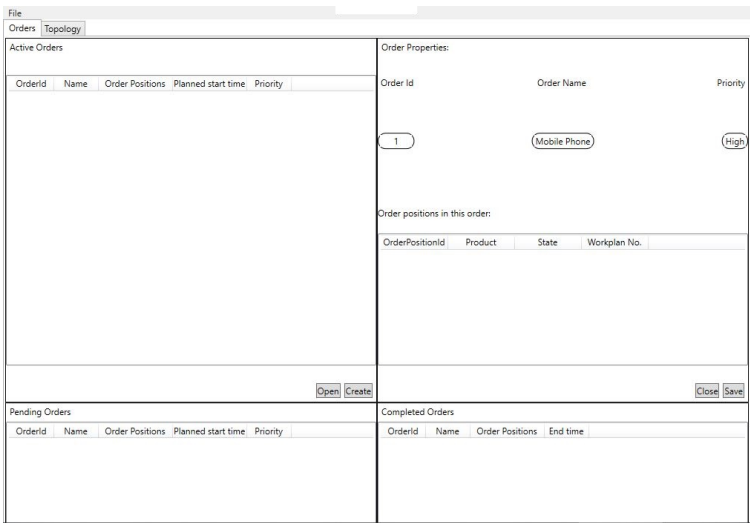 File
Orders Topology
Active Orders
OrderId Name Order Positions Planned start time Priority
Open Create
Order Properties:
Order Id Order Name Priority
1 Mobile Phone High
Order positions in this order:
OrderPositionId Product State Workplan No.
Close Save
Pending Orders
OrderId Name Order Positions Planned start time Priority
Completed Orders
OrderId Name Order Positions End time